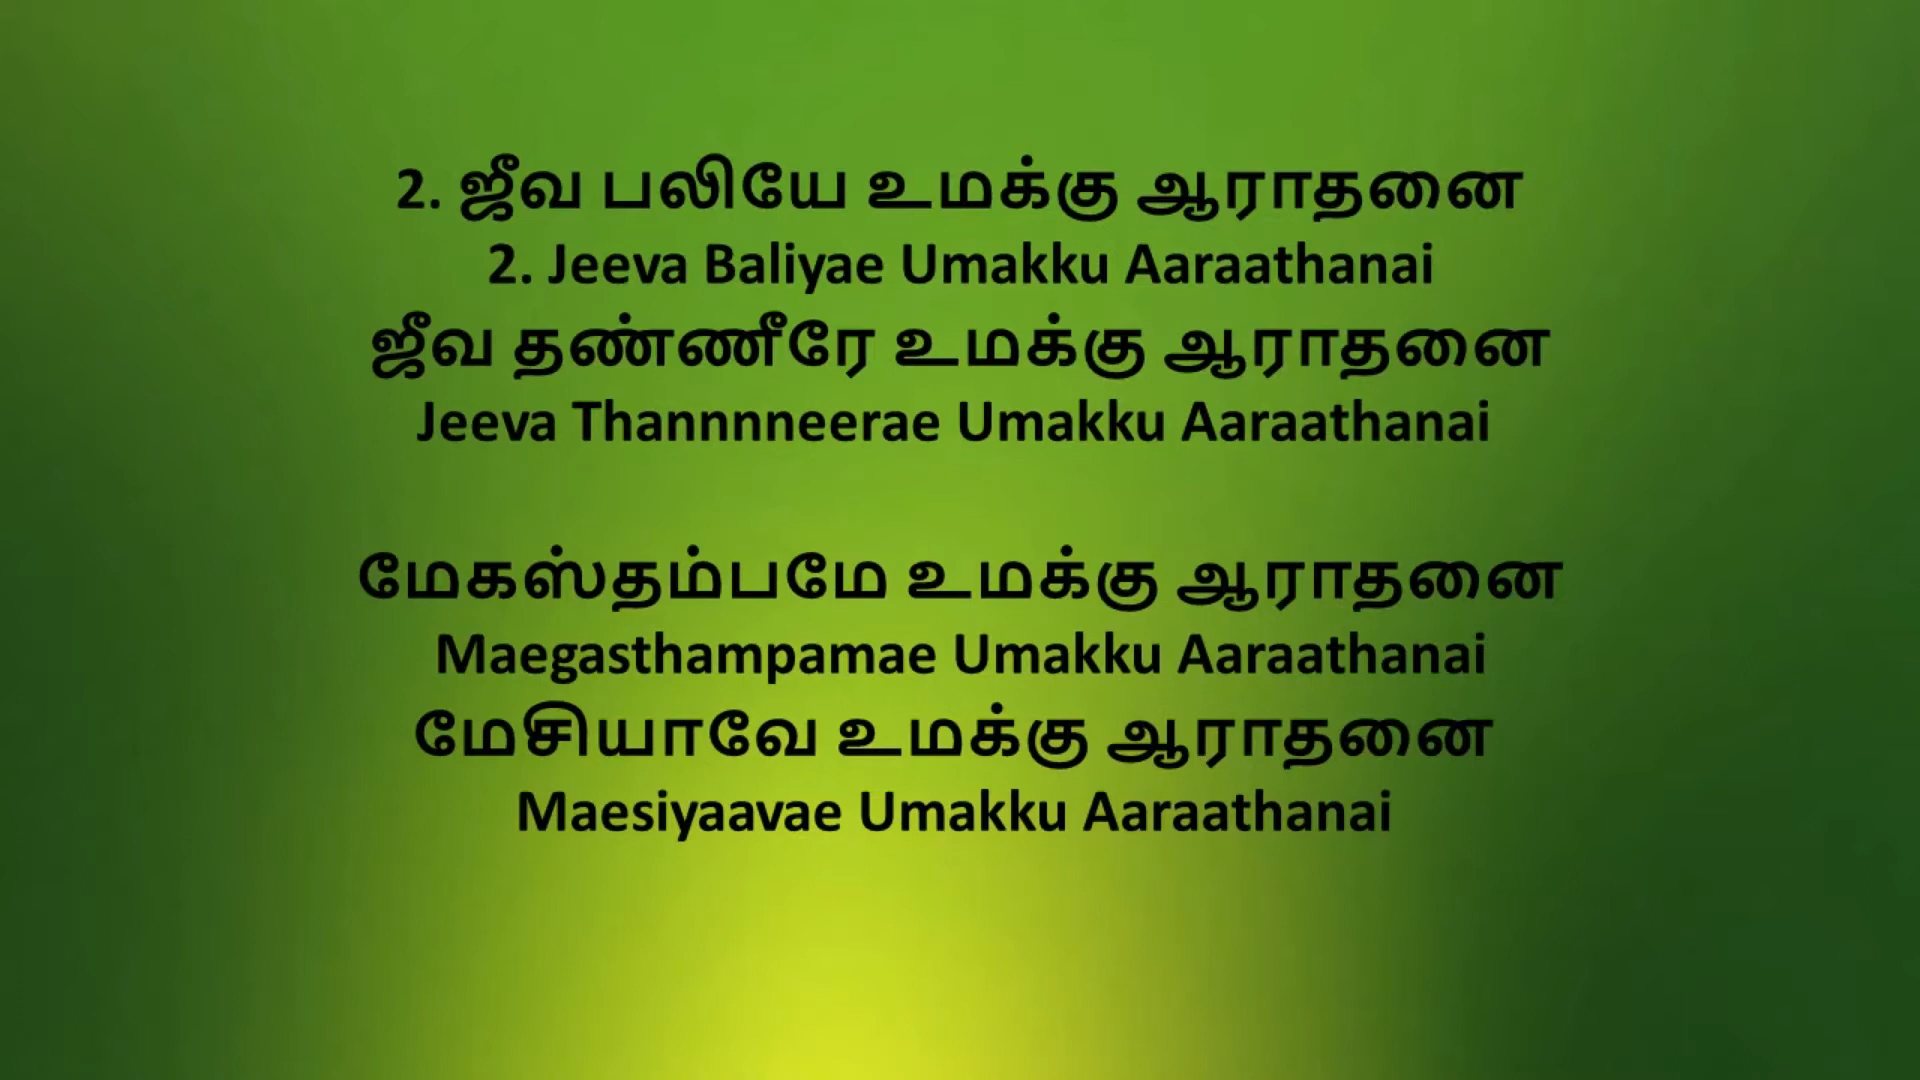 2. ஜீவ பலியே உமக்கு ஆராதனை
2. Jeeva Baliyae Umakku Aaraathanai
ஜீவ தண்ணீரே உமக்கு ஆராதனை
Jeeva Thannnneerae Umakku Aaraathanai
மேகஸ்தம்பமே உமக்கு ஆராதனை
Maegasthampamae Umakku Aaraathanai
மேசியாவே உமக்கு ஆராதனை
Maesiyaavae Umakku Aaraathanai